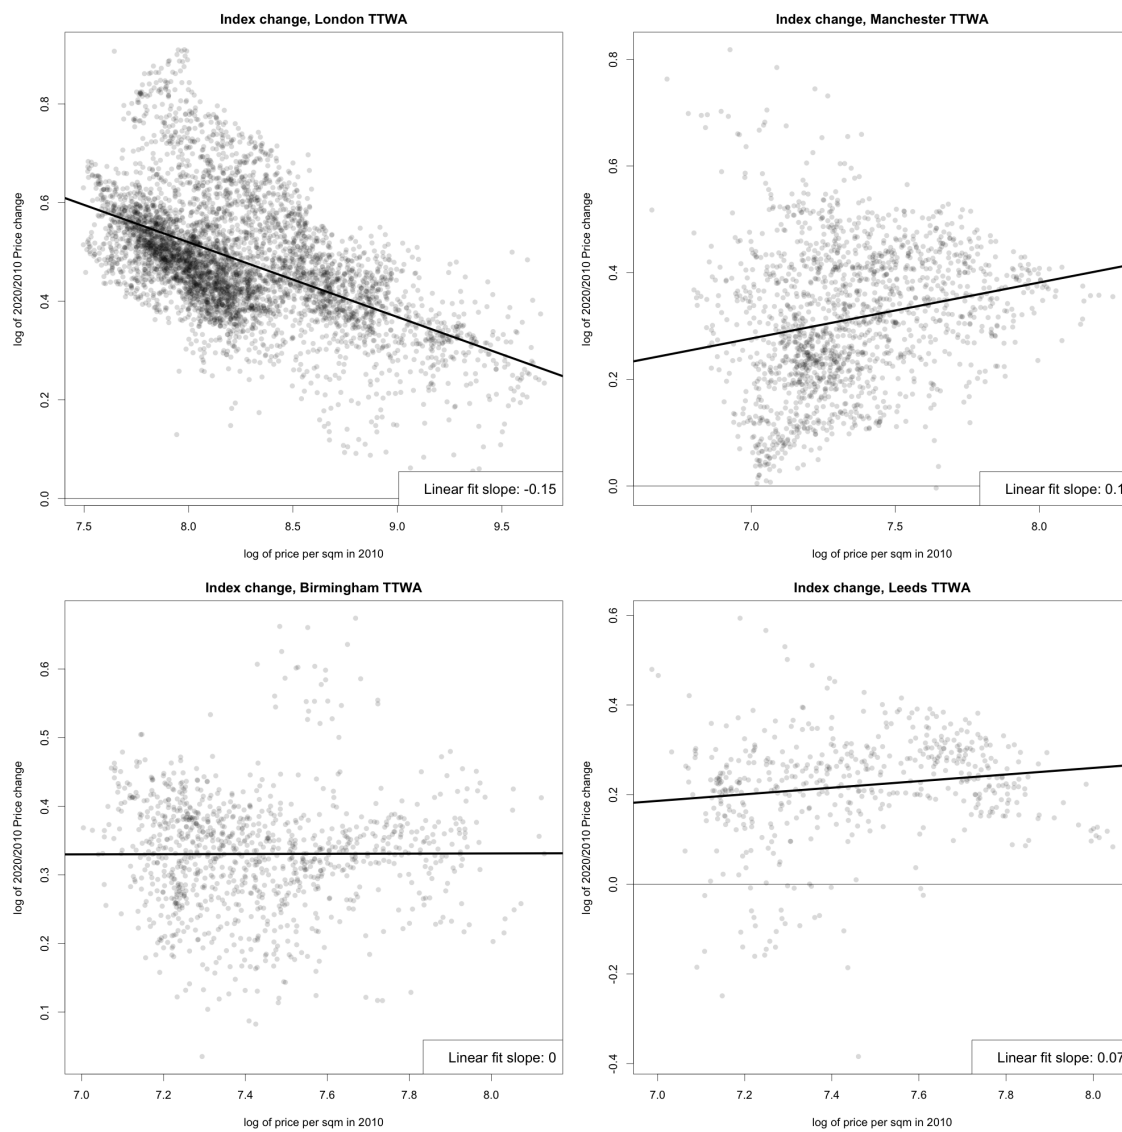 Index change, London TTWA
log of 2020/2010 Price change
0.8
0.6
0.4
0.2
0.0
Linear fit slope: -0.15
7.5 8.0 8.5 9.0 9.5
log of price per sqm in 2010
Index change, Manchester TTWA
log of 2020/2010 Price change
0.8
0.6
0.4
0.2
0.0
Linear fit slope: 0.1
7.0 7.5 8.0
log of price per sqm in 2010
Index change, Birmingham TTWA
log of 2020/2010 Price change
0.6
0.5
0.4
0.3
0.2
0.1
Linear fit slope: 0
7.0 7.2 7.4 7.6 7.8 8.0
log of price per sqm in 2010
Index change, Leeds TTWA
log of 2020/2010 Price change
0.6
0.4
0.2
0.0
-0.2
-0.4
Linear fit slope: 0.07
7.0 7.2 7.4 7.6 7.8 8.0
log of price per sqm in 2010